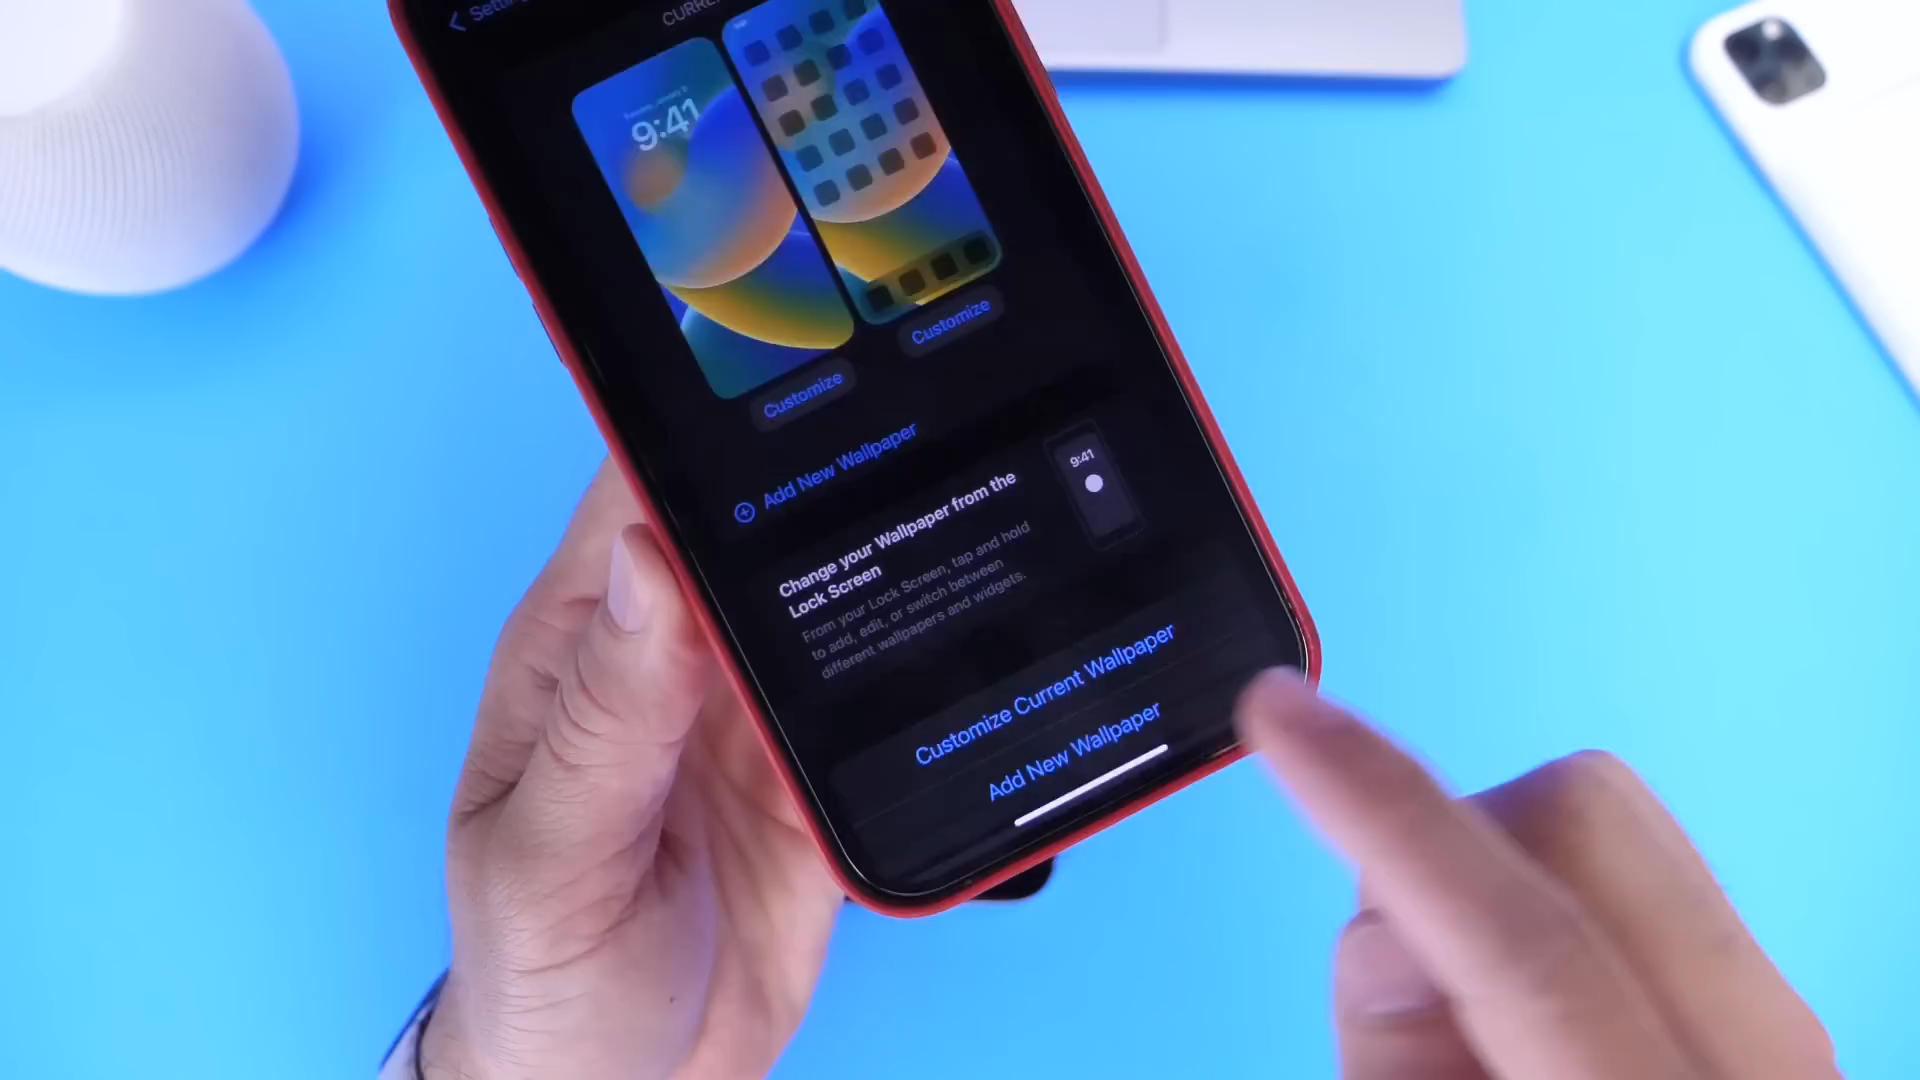 9:41
Customize
Customize
Add New Wallpaper
Change your Wallpaper from the
Lock Screen
From your Lock Screen, tap and hold
to add, edit, or switch between
different wallpapers and widgets.
9:41
Customize Current Wallpaper
Add New Wallpaper